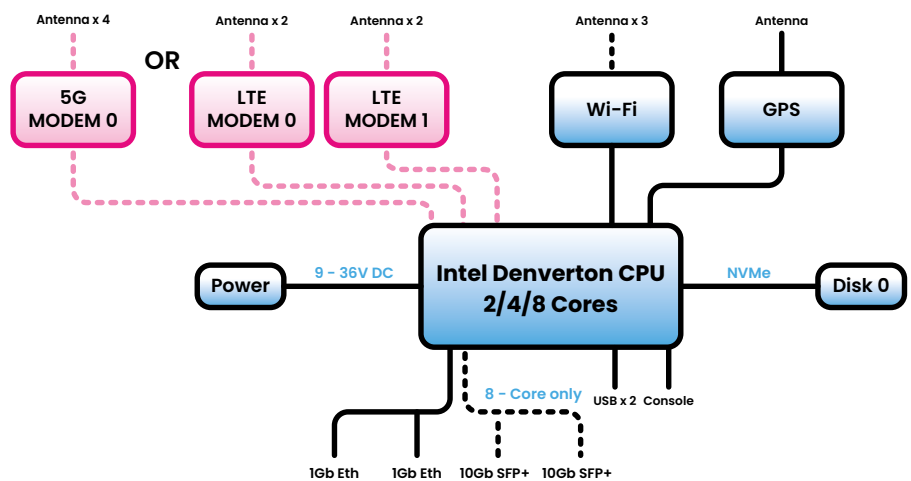 Antenna x 4
Antenna x 2
Antenna x 2
Antenna x 3
Antenna
OR
5G
MODEM 0
LTE
MODEM 0
LTE
MODEM 1
Wi-Fi
GPS
Power
9 - 36V DC
Intel Denverton CPU
2/4/8 Cores
NVMe
Disk 0
8 - Core only
USB x 2
Console
1Gb Eth
1Gb Eth
10Gb SFP+
10Gb SFP+